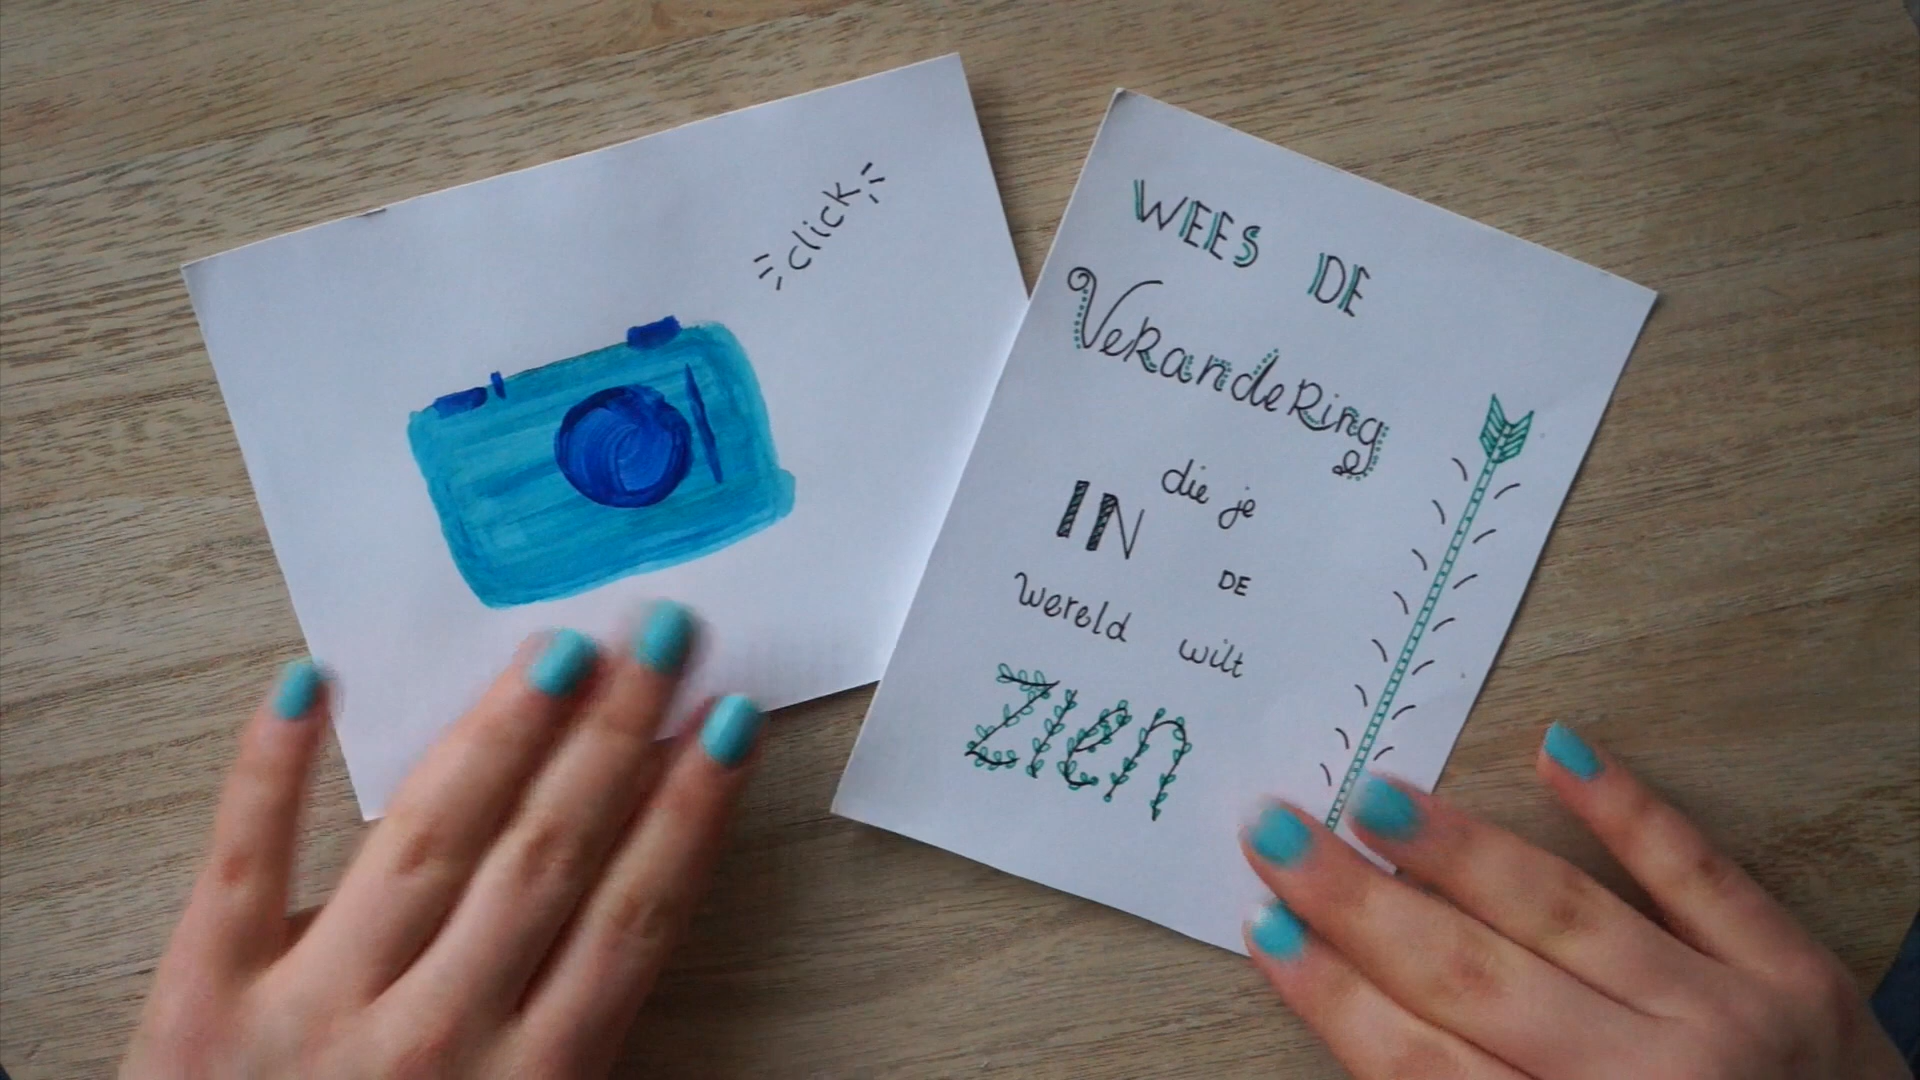 click
WEES DE
VeRandeRing
die je
IN DE
wereld wilt
ZIEN